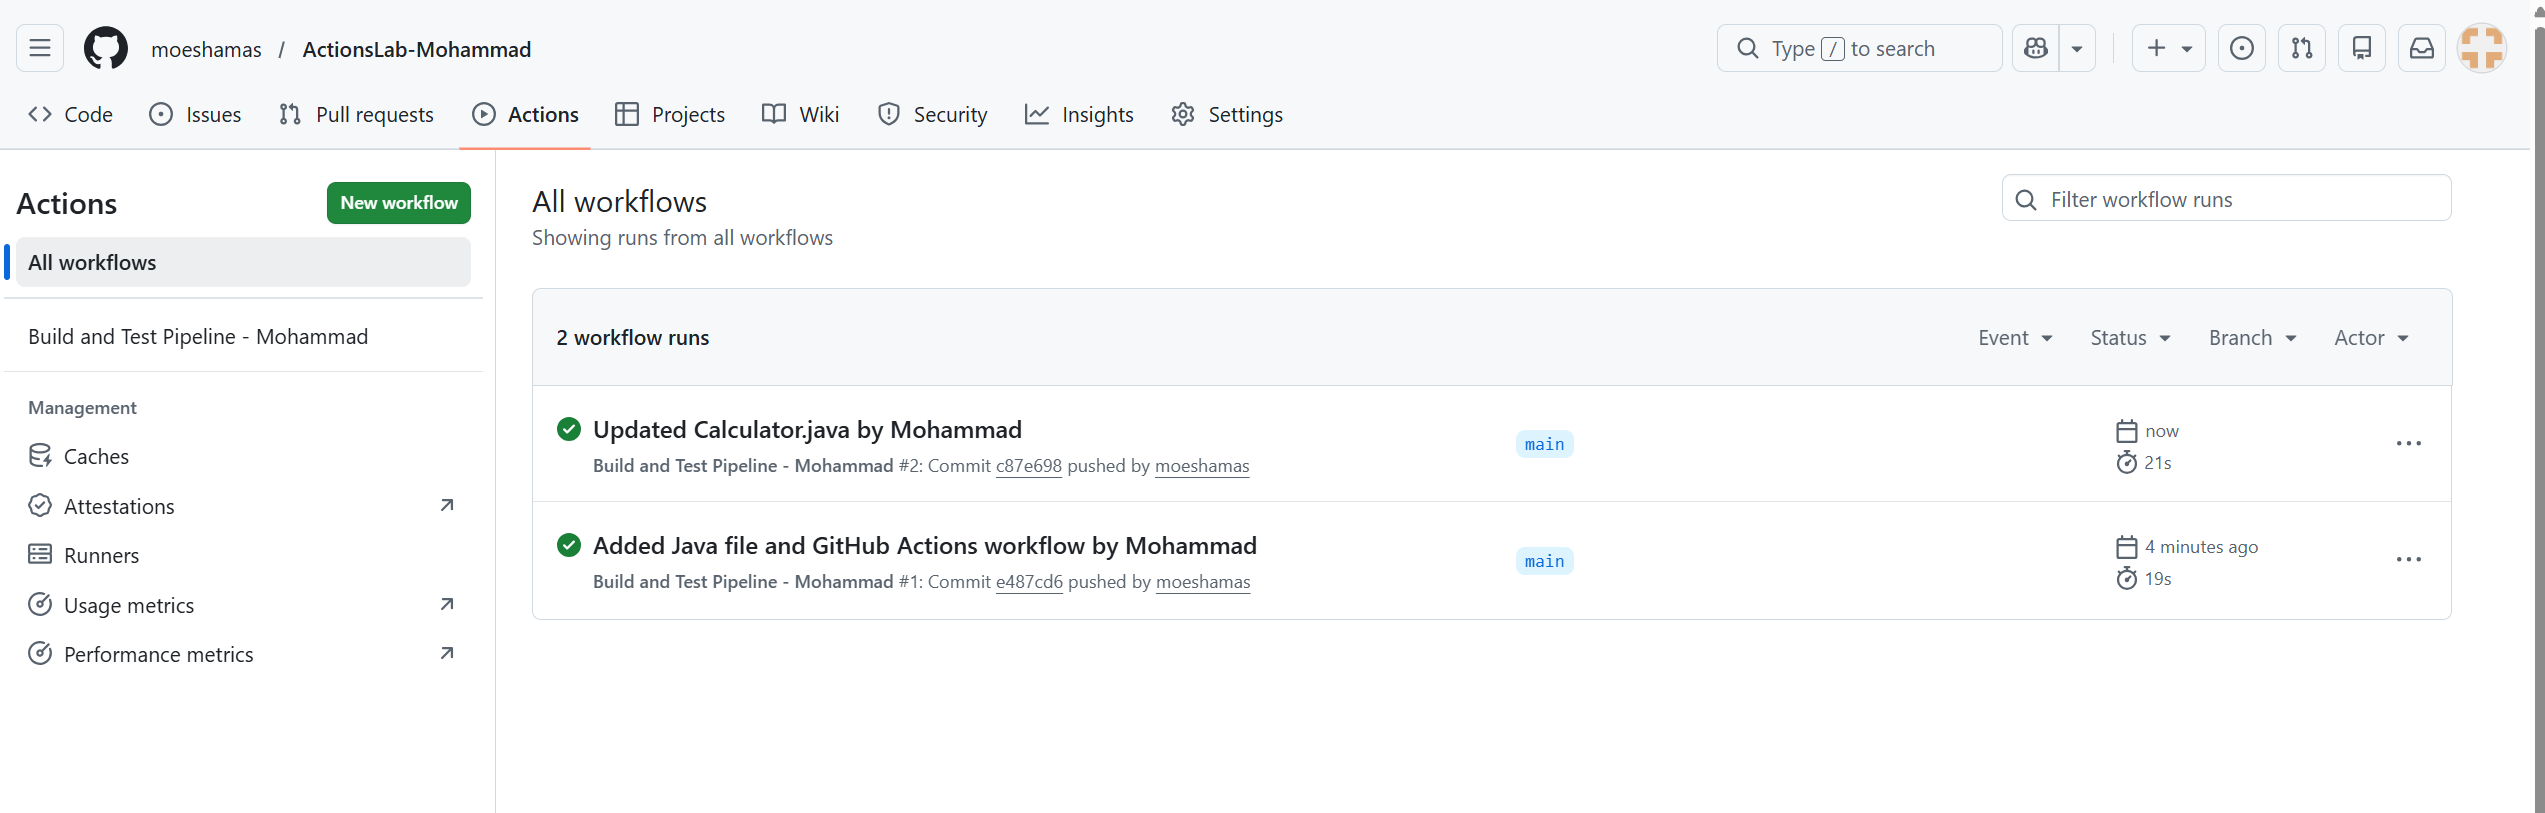 moeshamas / ActionsLab-Mohammad
Type / to search
Code
Issues
Pull requests
Actions
Projects
Wiki
Security
Insights
Settings
Actions
New workflow
All workflows
Build and Test Pipeline - Mohammad
Management
Caches
Attestations
Runners
Usage metrics
Performance metrics
All workflows
Showing runs from all workflows
Filter workflow runs
2 workflow runs
Event
Status
Branch
Actor
Updated Calculator.java by Mohammad
Build and Test Pipeline - Mohammad #2: Commit c87e698 pushed by moeshamas
main
now
21s
Added Java file and GitHub Actions workflow by Mohammad
Build and Test Pipeline - Mohammad #1: Commit e487cd6 pushed by moeshamas
main
4 minutes ago
19s